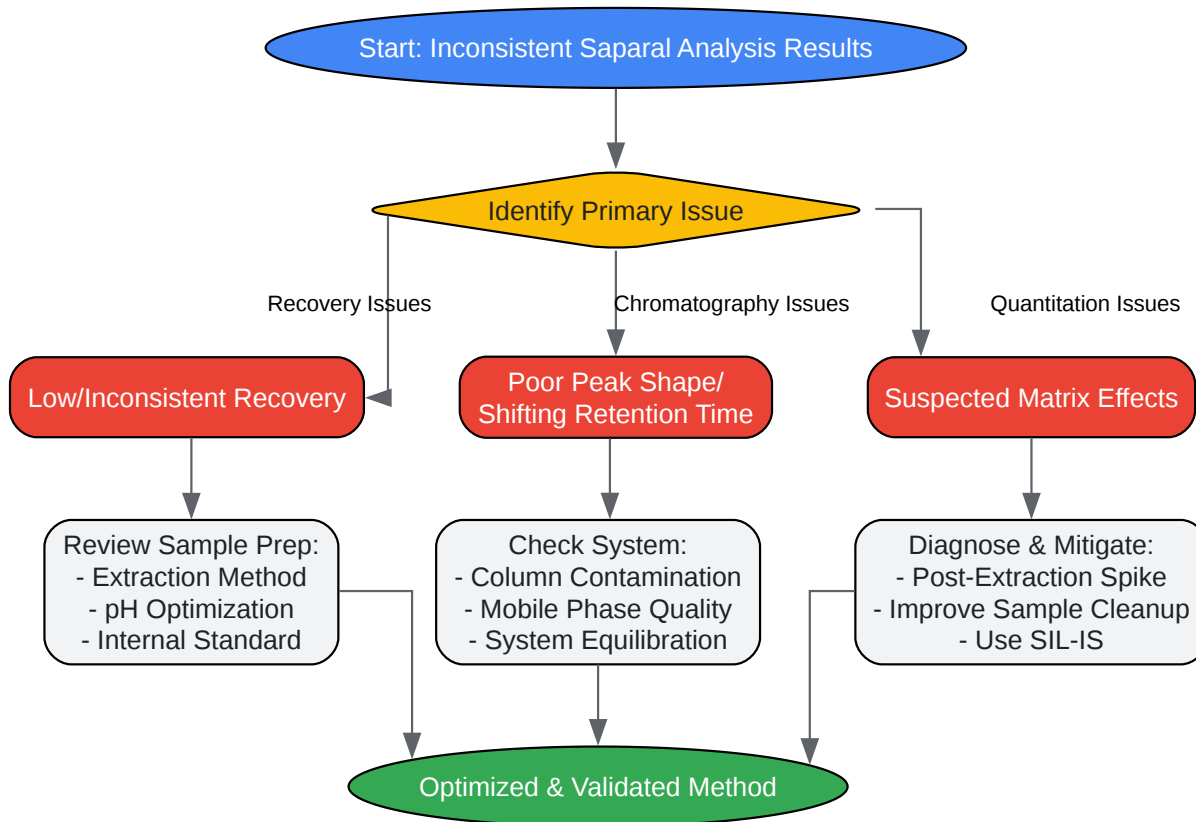 Start: Inconsistent Saparal Analysis Results
Identify Primary Issue
Recovery Issues
Chromatography Issues
Quantitation Issues
Low/Inconsistent Recovery
Poor Peak Shape/
Shifting Retention Time
Suspected Matrix Effects
Review Sample Prep:
- Extraction Method
- pH Optimization
- Internal Standard
Check System:
- Column Contamination
- Mobile Phase Quality
- System Equilibration
Diagnose & Mitigate:
- Post-Extraction Spike
- Improve Sample Cleanup
- Use SIL-IS
Optimized & Validated Method